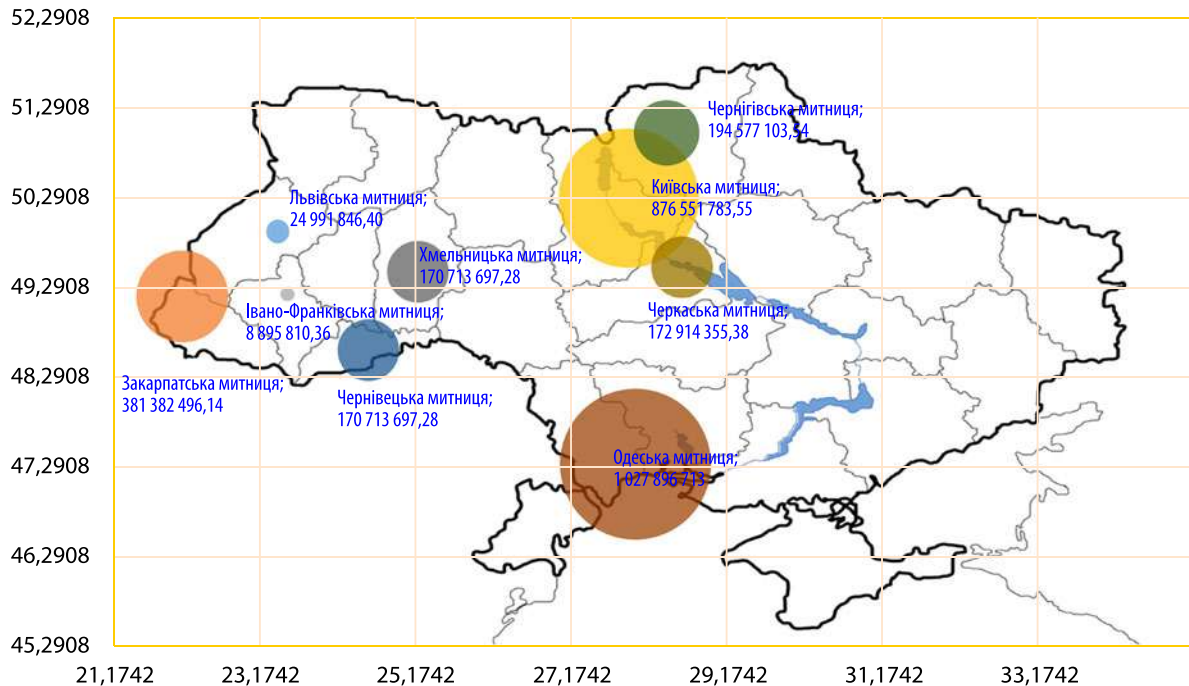 52,2908
51,2908
Чернігівська митниця;
194 577 103,54
50,2908
Київська митниця;
876 551 783,55
Львівська митниця;
24 991 846,40
Хмельницька митниця;
170 713 697,28
49,2908
Івано-Франківська митниця;
8 895 810,36
Черкаська митниця;
172 914 355,38
48,2908
Закарпатська митниця;
381 382 496,14
Чернівецька митниця;
170 713 697,28
47,2908
Одеська митниця;
1 027 896 713
46,2908
45,2908
21,1742 23,1742 25,1742 27,1742 29,1742 31,1742 33,1742